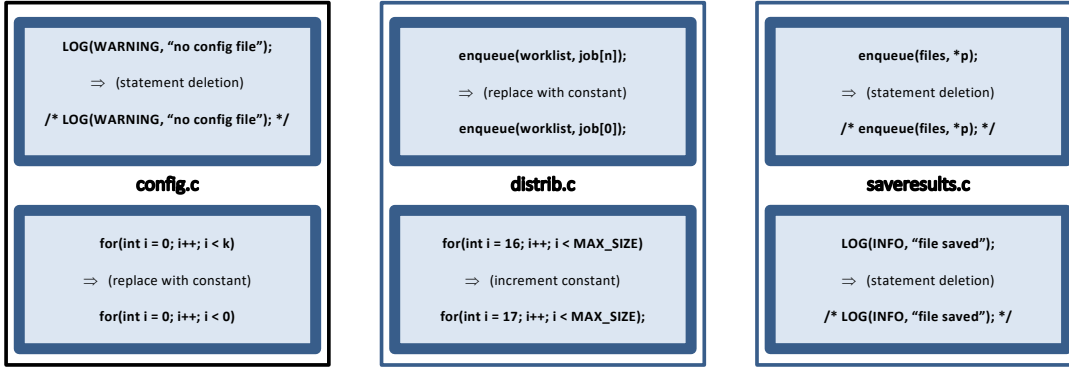 LOG(WARNING, “no config file”);
⇒ (statement deletion)
/* LOG(WARNING, “no config file”); */
config.c
for(int i = 0; i++; i < k)
⇒ (replace with constant)
for(int i = 0; i++; i < 0)
enqueue(worklist, job[n]);
⇒ (replace with constant)
enqueue(worklist, job[0]);
distrib.c
for(int i = 16; i++; i < MAX_SIZE)
⇒ (increment constant)
for(int i = 17; i++; i < MAX_SIZE);
enqueue(files, *p);
⇒ (statement deletion)
/* enqueue(files, *p); */
saveresults.c
LOG(INFO, “file saved”);
⇒ (statement deletion)
/* LOG(INFO, “file saved”); */